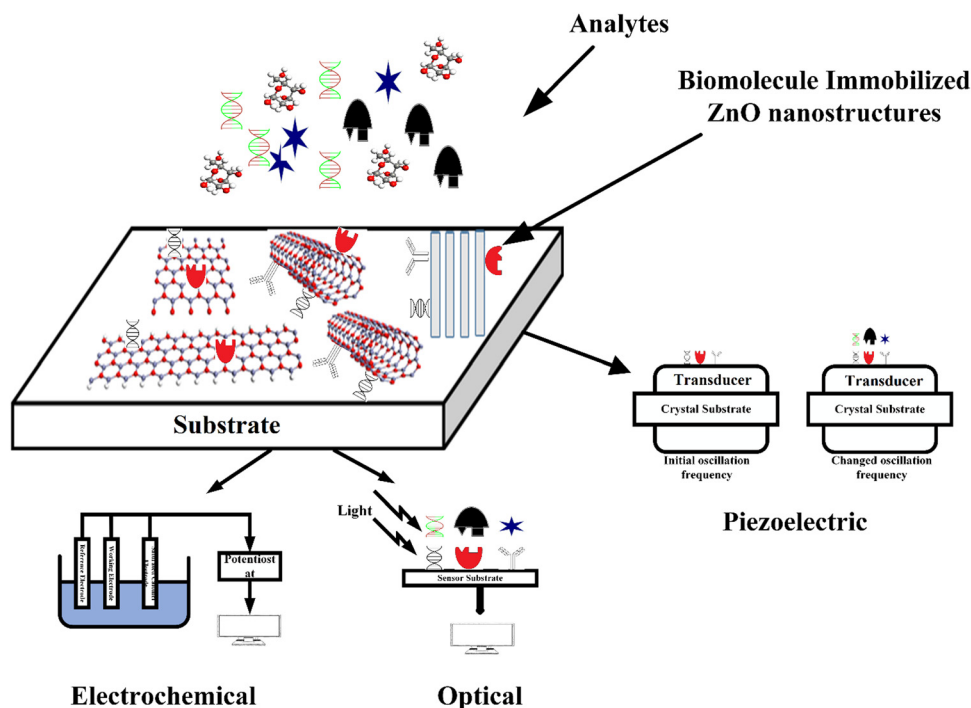 Analytes
Biomolecule Immobilized
ZnO nanostructures
Substrate
Transducer
Crystal Substrate
Initial oscillation
frequency
Transducer
Crystal Substrate
Changed oscillation
frequency
Piezoelectric
Reference Electrode
Working Electrode
Electrode
Potentiost
at
Electrochemical
Light
Sensor Substrate
Optical